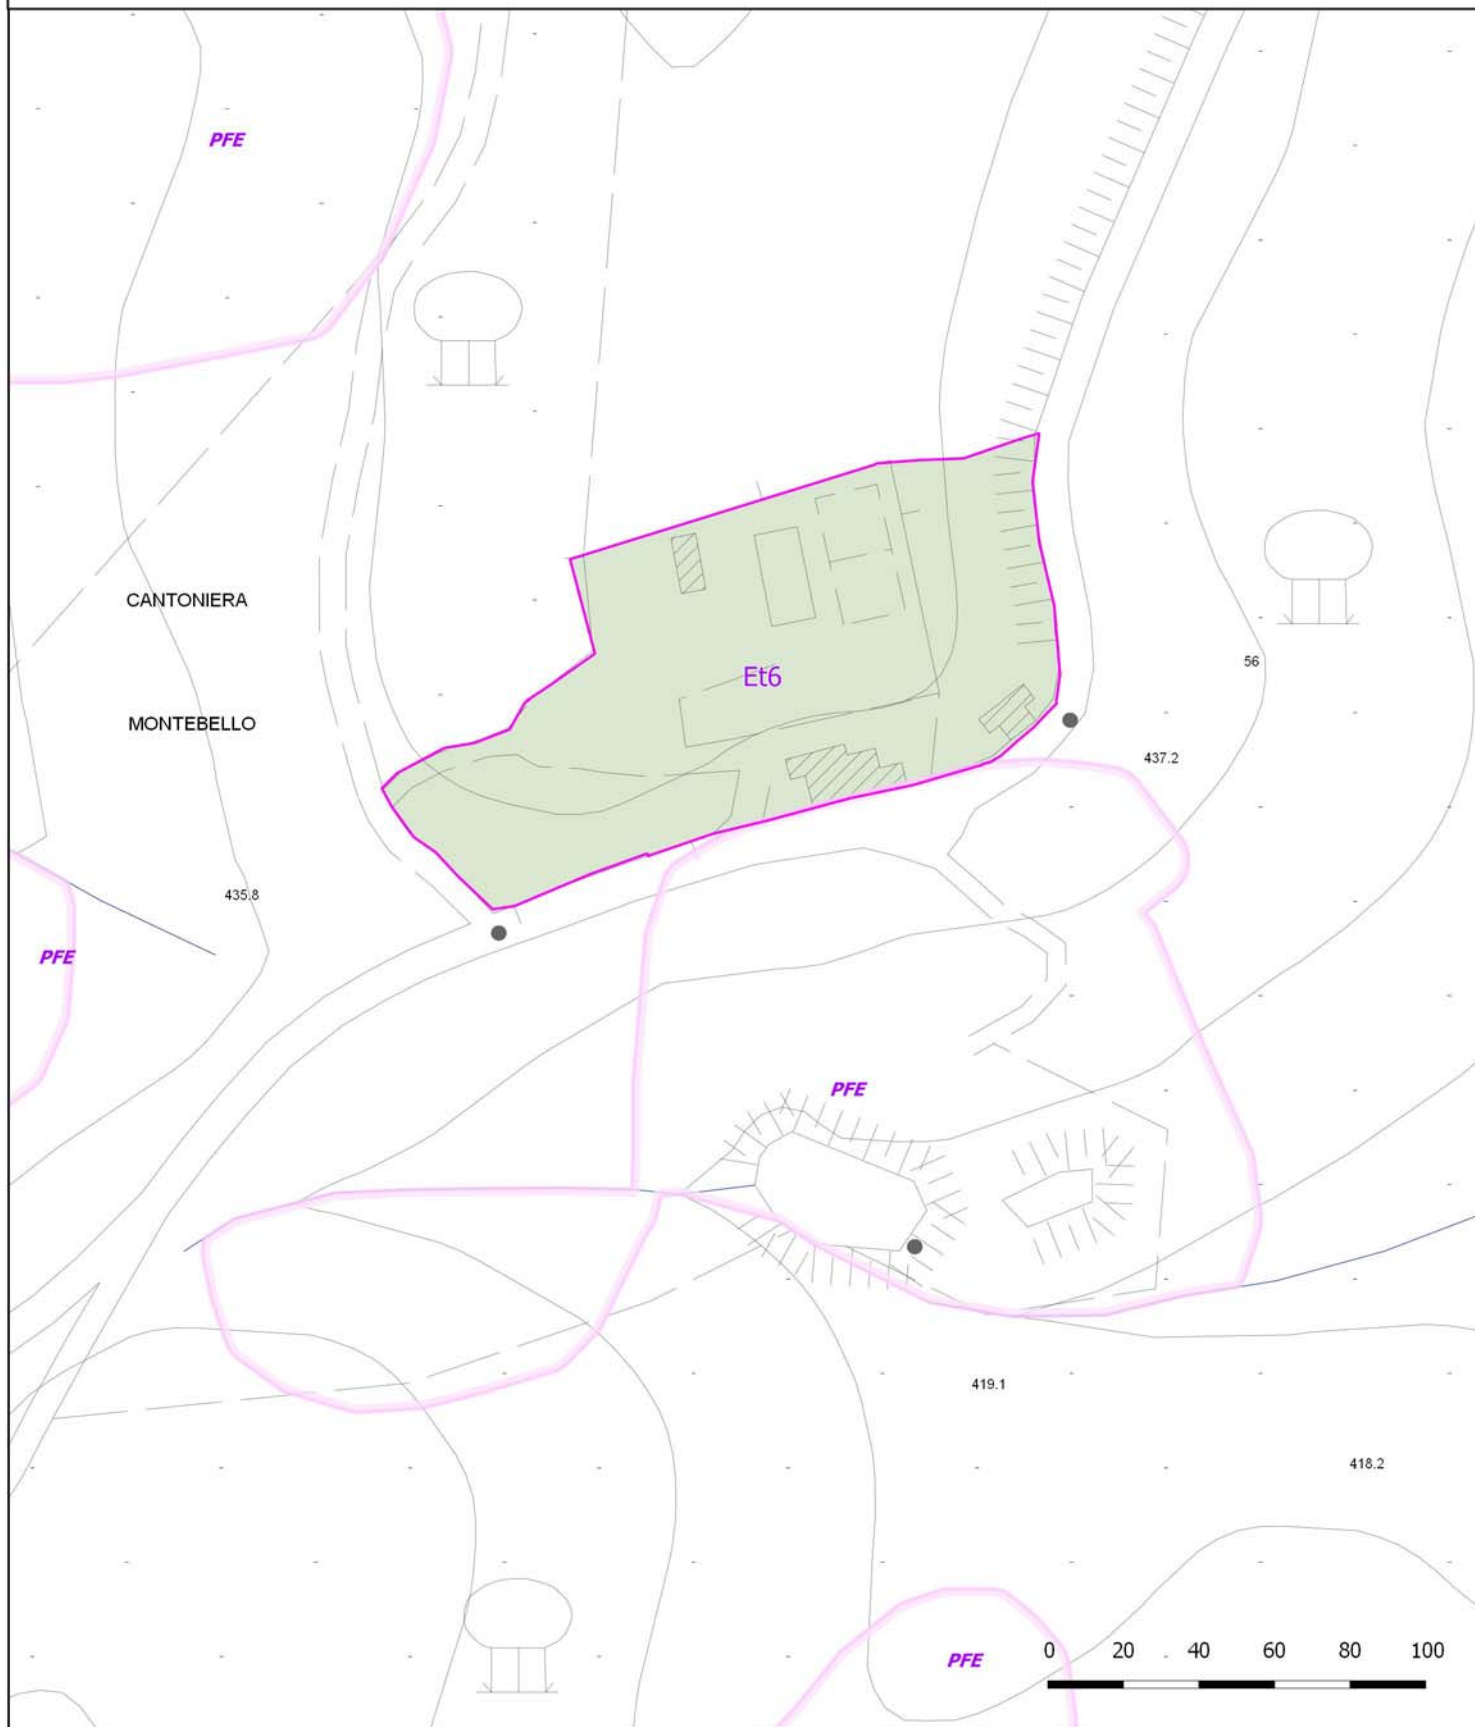 PFE
CANTONIERA
56
Et6
MONTEBELLO
437.2
435.8
PFE
PFE
419.1
418.2
0 20 40 60 80 100
PFE